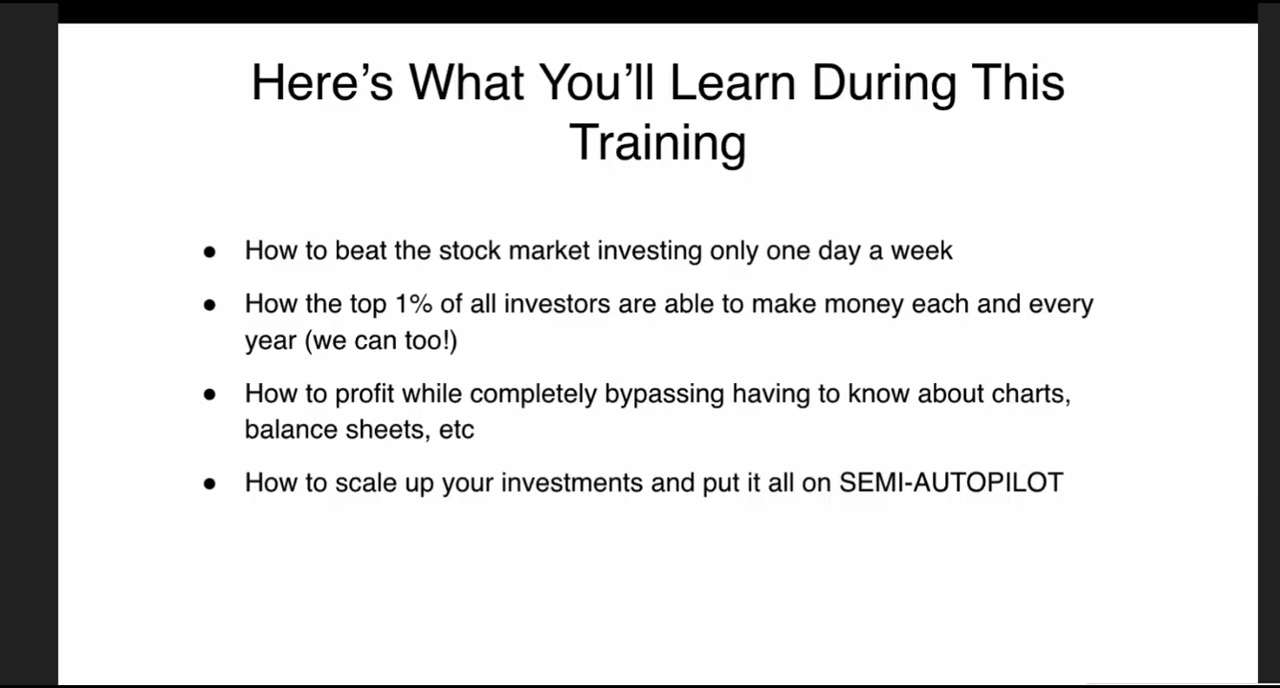 Here’s What You’ll Learn During This
Training
● How to beat the stock market investing only one day a week
● How the top 1% of all investors are able to make money each and every
year (we can too!)
● How to profit while completely bypassing having to know about charts,
balance sheets, etc
● How to scale up your investments and put it all on SEMI-AUTOPILOT